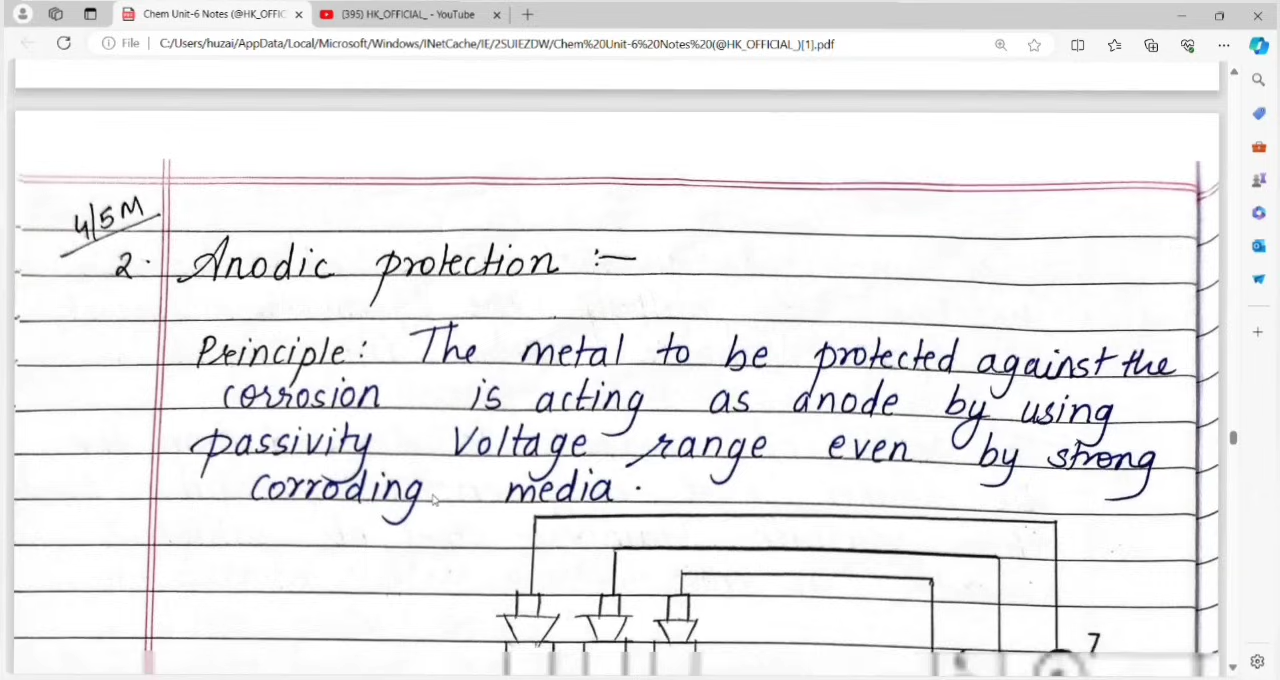 Chem Unit-6 Notes (@HK_OFFIC
(395) HK_OFFICIAL_ - YouTube
File
C:/Users/huzai/AppData/Local/Microsoft/Windows/INetCache/IE/2SUIEZDW/Chem%20Unit-6%20Notes%20(@HK_OFFICIAL_)[1].pdf
4/5M
2. Anodic protection :-
Principle: The metal to be protected against the
corrosion is acting as anode by using
passivity Voltage range even by strong
corroding media.
7